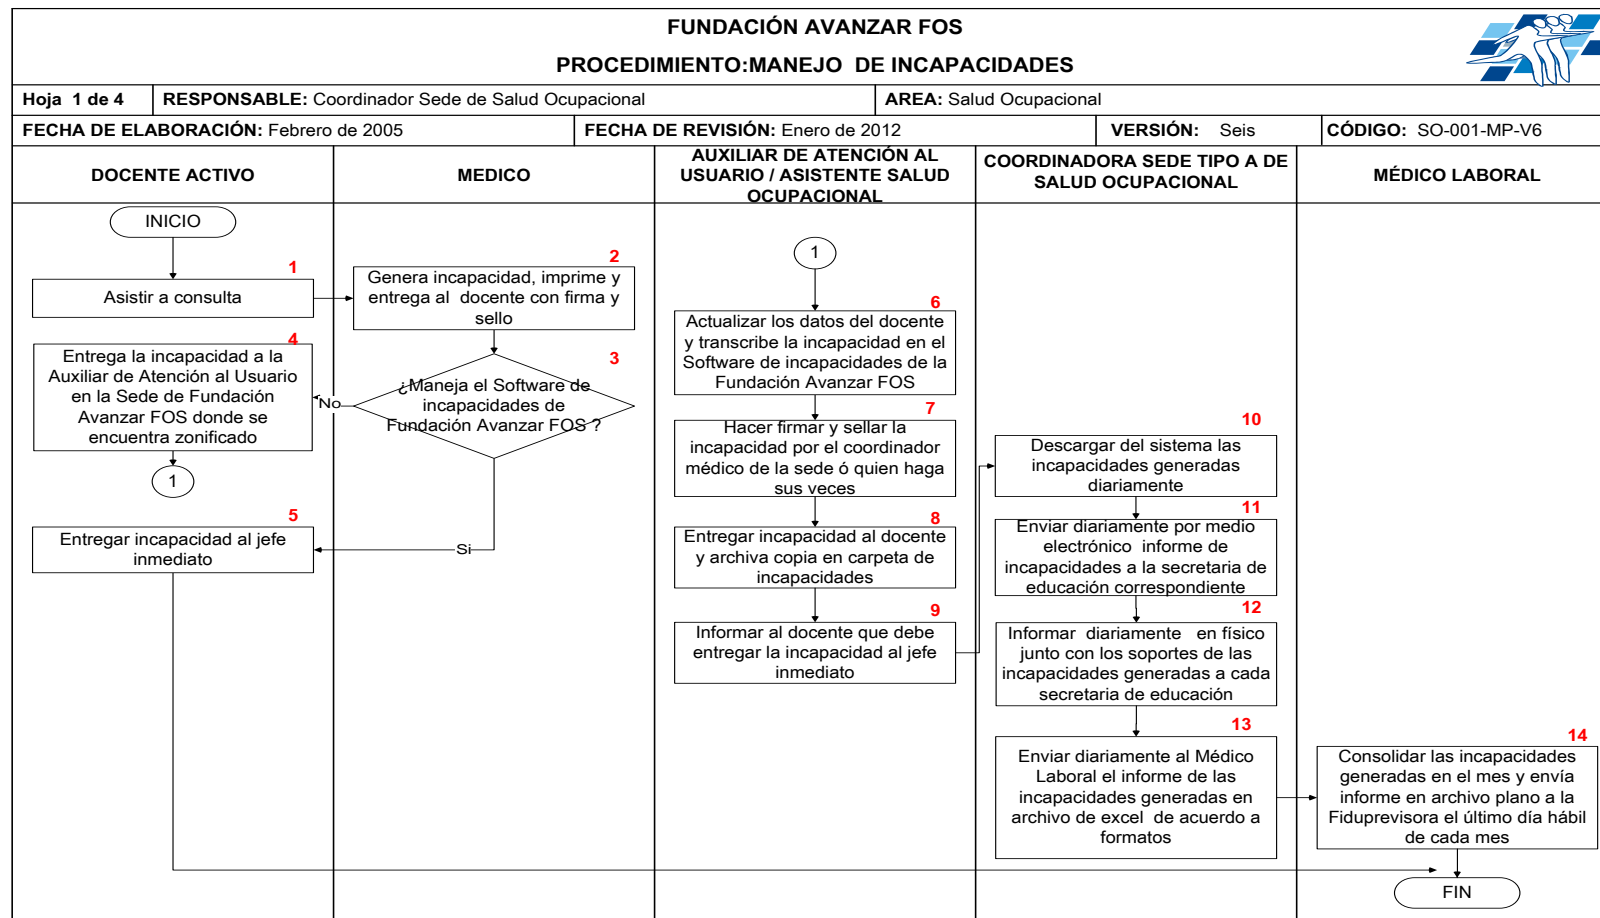 FUNDACIÓN AVANZAR FOS
PROCEDIMIENTO:MANEJO DE INCAPACIDADES
Hoja 1 de 4
RESPONSABLE: Coordinador Sede de Salud Ocupacional
AREA: Salud Ocupacional
FECHA DE ELABORACIÓN: Febrero de 2005
FECHA DE REVISIÓN: Enero de 2012
VERSIÓN: Seis
CÓDIGO: SO-001-MP-V6
DOCENTE ACTIVO
MEDICO
AUXILIAR DE ATENCIÓN AL
USUARIO / ASISTENTE SALUD
OCUPACIONAL
COORDINADORA SEDE TIPO A DE
SALUD OCUPACIONAL
MÉDICO LABORAL
INICIO
1
Asistir a consulta
2
Genera incapacidad, imprime y
entrega al docente con firma y
sello
3
¿Maneja el Software de
incapacidades de
Fundación Avanzar FOS ?
No
Si
4
Entrega la incapacidad a la
Auxiliar de Atención al Usuario
en la Sede de Fundación
Avanzar FOS donde se
encuentra zonificado
1
5
Entregar incapacidad al jefe
inmediato
1
6
Actualizar los datos del docente
y transcribe la incapacidad en el
Software de incapacidades de la
Fundación Avanzar FOS
7
Hacer firmar y sellar la
incapacidad por el coordinador
médico de la sede ó quien haga
sus veces
8
Entregar incapacidad al docente
y archiva copia en carpeta de
incapacidades
9
Informar al docente que debe
entregar la incapacidad al jefe
inmediato
10
Descargar del sistema las
incapacidades generadas
diariamente
11
Enviar diariamente por medio
electrónico informe de
incapacidades a la secretaria de
educación correspondiente
12
Informar diariamente en físico
junto con los soportes de las
incapacidades generadas a cada
secretaria de educación
13
Enviar diariamente al Médico
Laboral el informe de las
incapacidades generadas en
archivo de excel de acuerdo a
formatos
14
Consolidar las incapacidades
generadas en el mes y envía
informe en archivo plano a la
Fiduprevisora el último día hábil
de cada mes
FIN